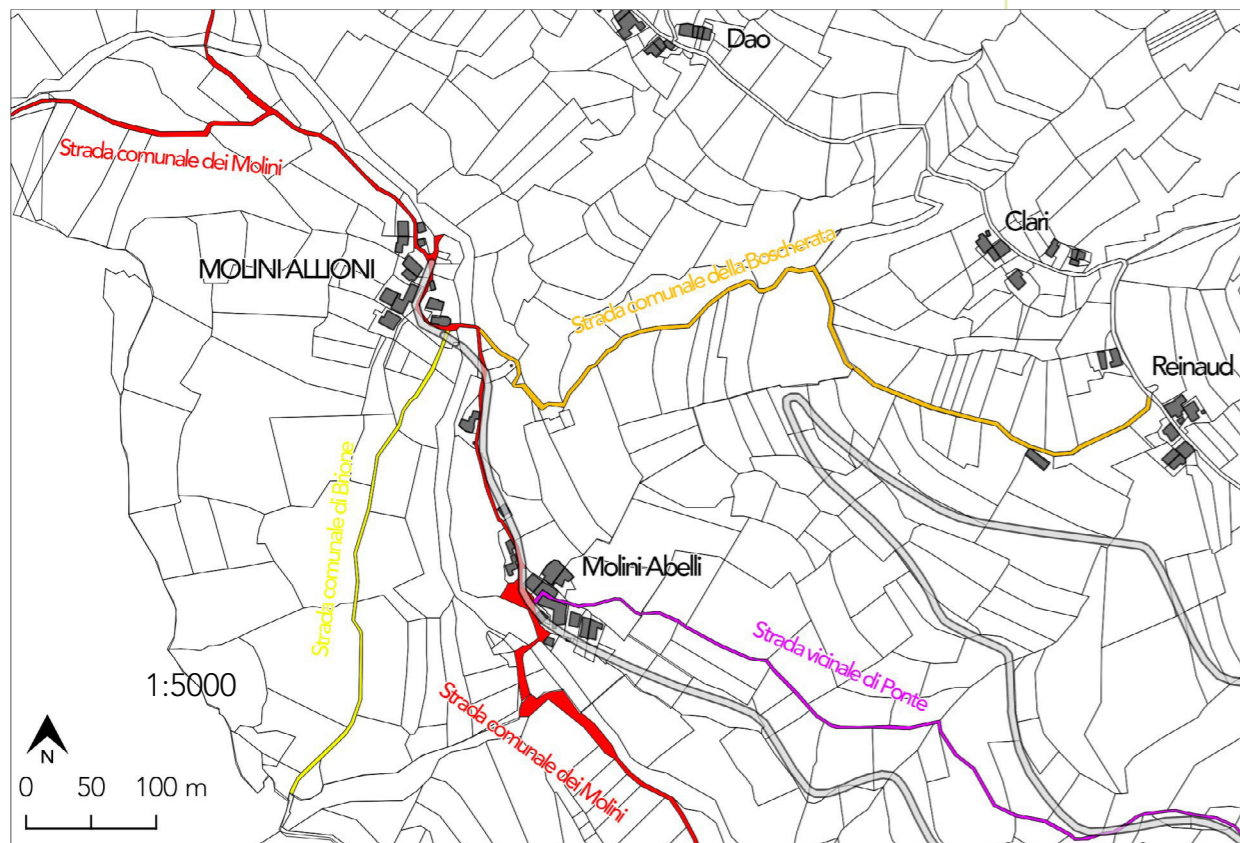 Dao
Strada comunale dei Molini
Clari
MOLINI ALLIONI
Strada comunale della Boscherata
Reinaud
Strada comunale di Brione
Molini Abelli
Strada vicinale di Ponte
1:5000
Strada comunale dei Molini
N
0 50 100 m